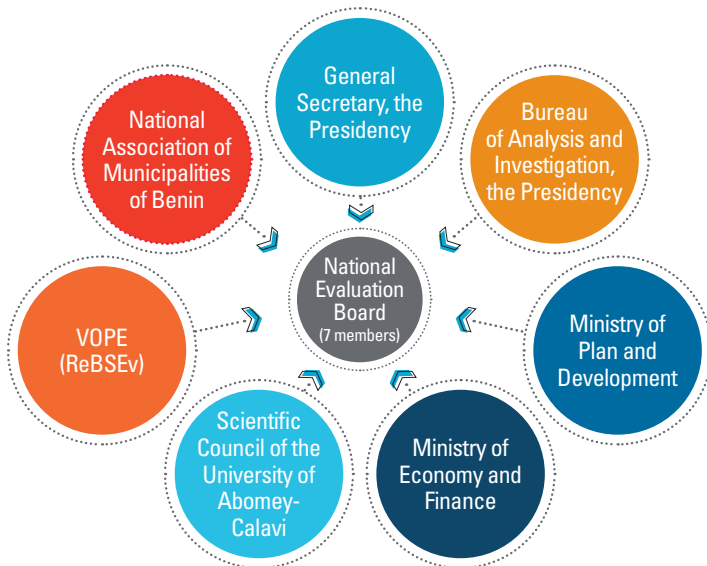 General
Secretary, the
Presidency
Bureau
of Analysis and
Investigation,
the Presidency
Ministry of
Plan and
Development
Ministry of
Economy and
Finance
Scientific
Council of the
University of
Abomey-
Calavi
VOPE
(ReBSEv)
National
Association of
Municipalities
of Benin
National
Evaluation
Board
(7 members)